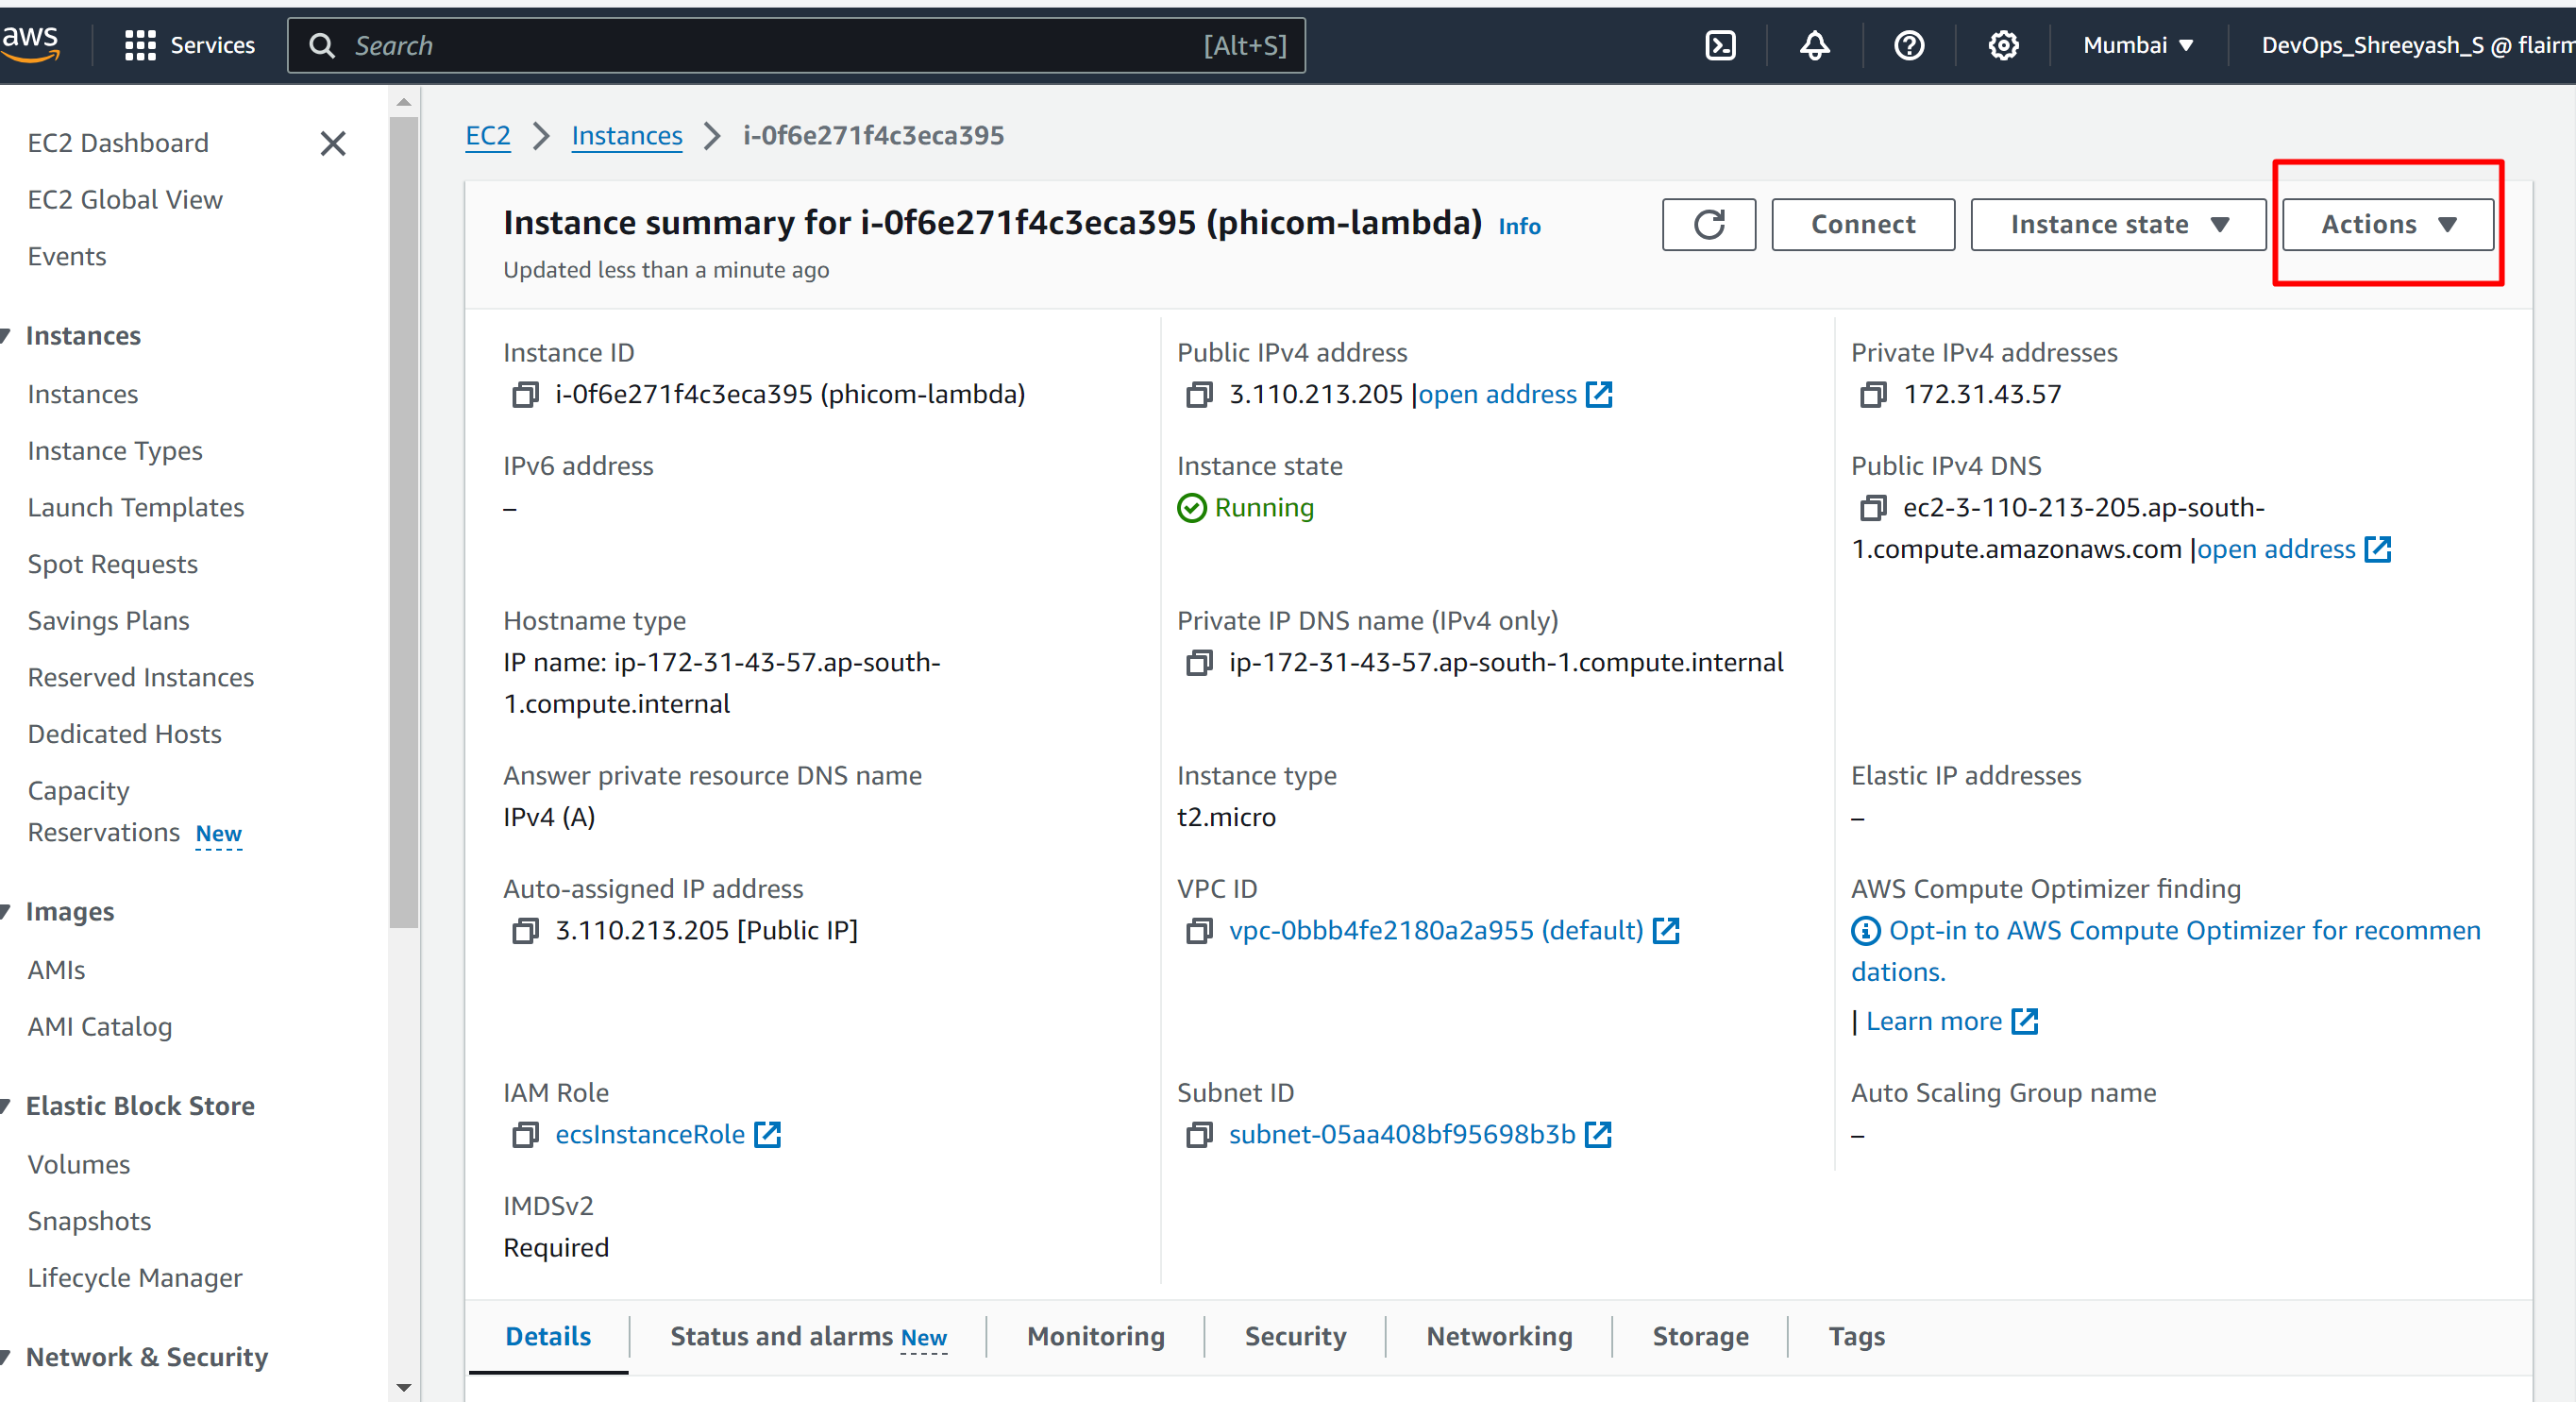 aws
Services
Search
[Alt+S]
Mumbai
DevOps_Shreeyash_S @ flairm
EC2 Dashboard
EC2 Global View
Events
Instances
Instances
Instance Types
Launch Templates
Spot Requests
Savings Plans
Reserved Instances
Dedicated Hosts
Capacity
Reservations New
Images
AMIs
AMI Catalog
Elastic Block Store
Volumes
Snapshots
Lifecycle Manager
Network & Security
EC2 > Instances > i-0f6e271f4c3eca395
Instance summary for i-0f6e271f4c3eca395 (phicom-lambda) Info
Updated less than a minute ago
Connect
Instance state
Actions
Instance ID
i-0f6e271f4c3eca395 (phicom-lambda)
Public IPv4 address
3.110.213.205 |open address
Private IPv4 addresses
172.31.43.57
IPv6 address
–
Instance state
Running
Public IPv4 DNS
ec2-3-110-213-205.ap-south-
1.compute.amazonaws.com |open address
Hostname type
IP name: ip-172-31-43-57.ap-south-
1.compute.internal
Private IP DNS name (IPv4 only)
ip-172-31-43-57.ap-south-1.compute.internal
Answer private resource DNS name
IPv4 (A)
Instance type
t2.micro
Elastic IP addresses
–
Auto-assigned IP address
3.110.213.205 [Public IP]
VPC ID
vpc-0bbb4fe2180a2a955 (default)
AWS Compute Optimizer finding
Opt-in to AWS Compute Optimizer for recommen
dations.
| Learn more
IAM Role
ecsInstanceRole
Subnet ID
subnet-05aa408bf95698b3b
Auto Scaling Group name
–
IMDSv2
Required
Details
Status and alarms New
Monitoring
Security
Networking
Storage
Tags